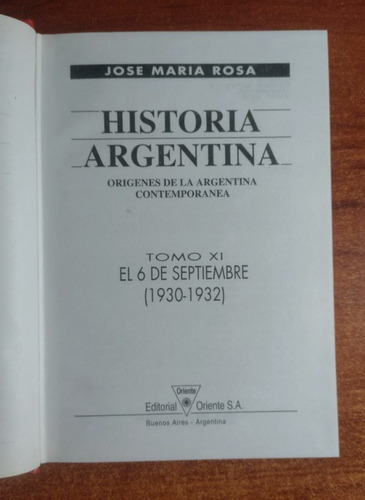 JOSE MARIA ROSA
HISTORIA
ARGENTINA
ORIGENES DE LA ARGENTINA
CONTEMPORANEA
TOMO XI
EL 6 DE SEPTIEMBRE
(1930-1932)
Oriente
Editorial Oriente S.A.
Buenos Aires - Argentina